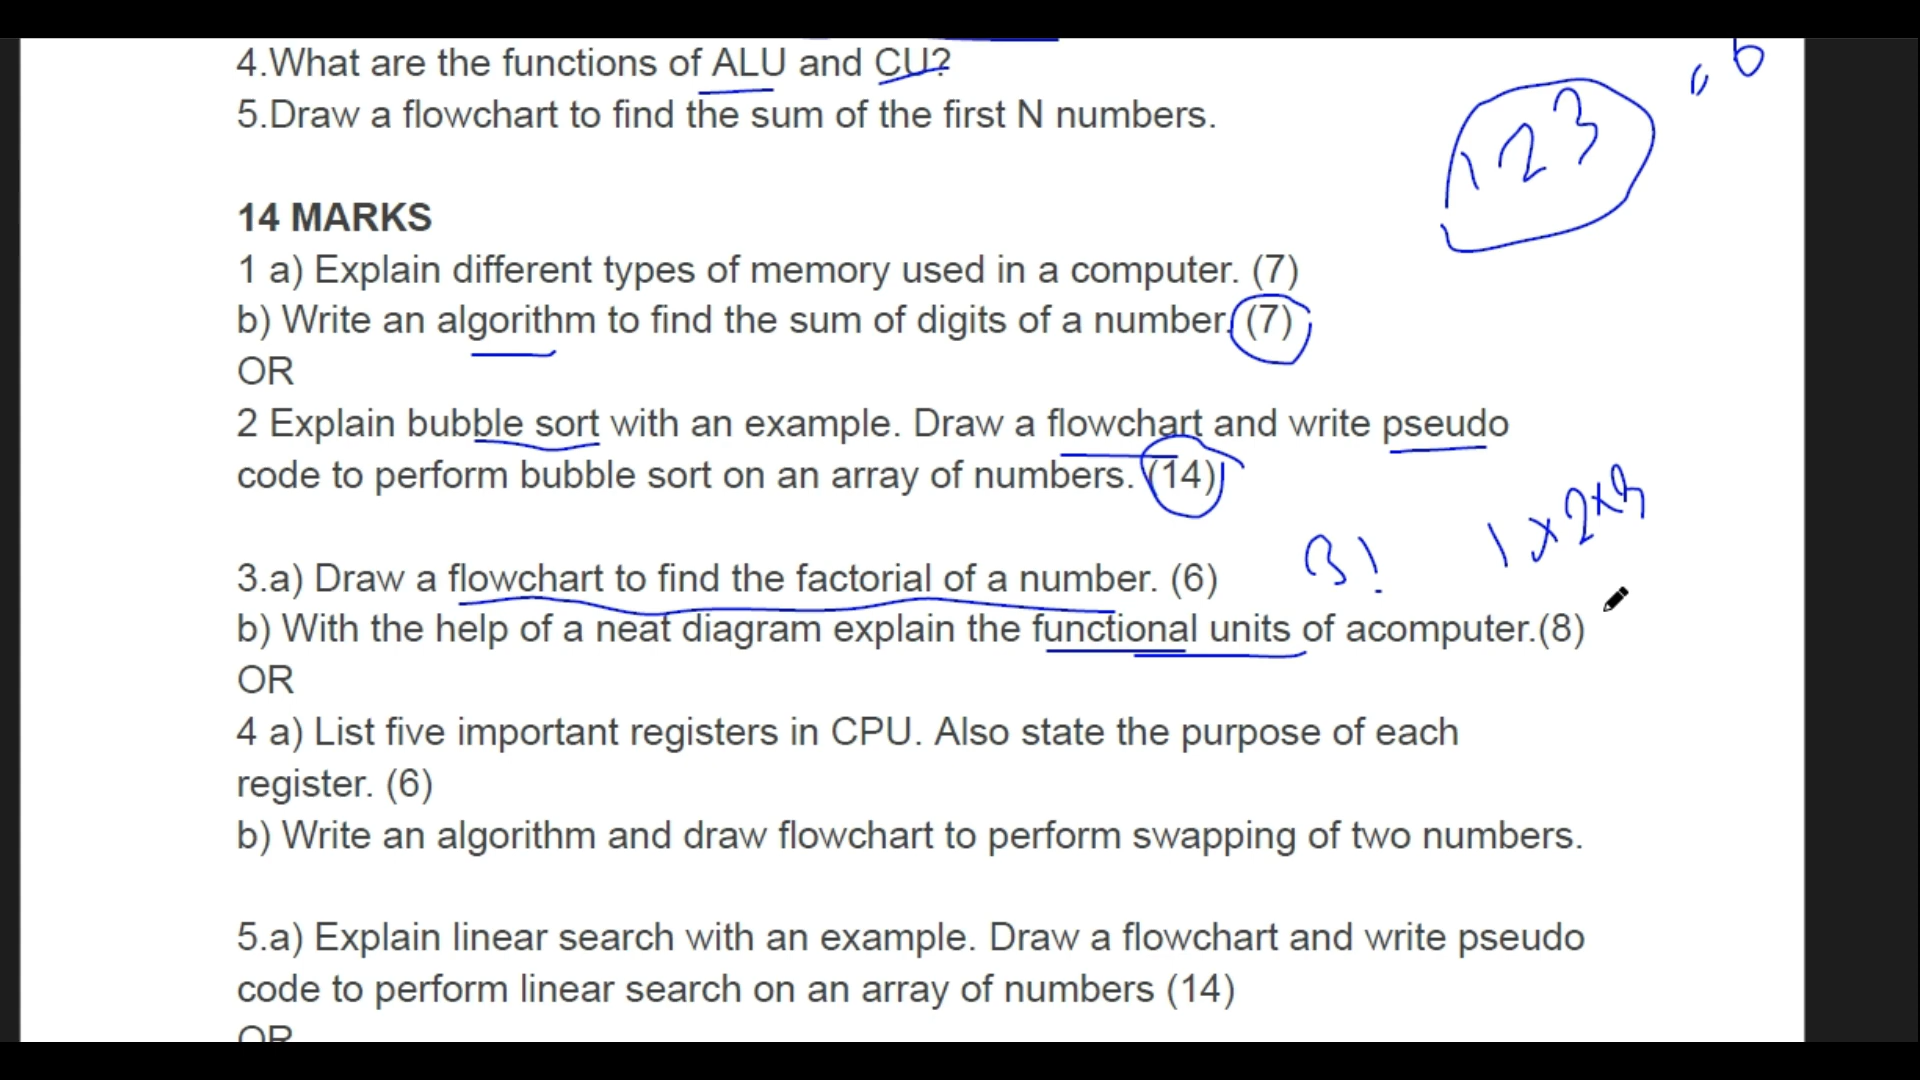 4.What are the functions of ALU and CU?
5.Draw a flowchart to find the sum of the first N numbers.
6
123
14 MARKS
1 a) Explain different types of memory used in a computer. (7)
b) Write an algorithm to find the sum of digits of a number. (7)
OR
2 Explain bubble sort with an example. Draw a flowchart and write pseudo
code to perform bubble sort on an array of numbers. (14)
3! 1×2×3
3.a) Draw a flowchart to find the factorial of a number. (6)
b) With the help of a neat diagram explain the functional units of acomputer.(8)
OR
4 a) List five important registers in CPU. Also state the purpose of each
register. (6)
b) Write an algorithm and draw flowchart to perform swapping of two numbers.
5.a) Explain linear search with an example. Draw a flowchart and write pseudo
code to perform linear search on an array of numbers (14)
OR